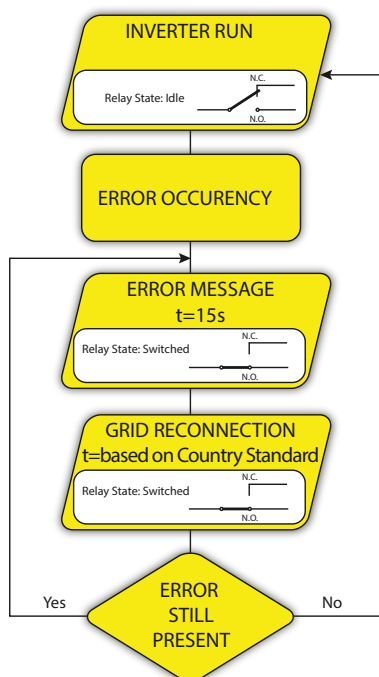 INVERTER RUN
N.C.
Relay State: Idle
N.O.
ERROR OCCURENCY
ERROR MESSAGE
t=15s
N.C.
Relay State: Switched
N.O.
GRID RECONNECTION
t=based on Country Standard
N.C.
Relay State: Switched
N.O.
Yes
ERROR
STILL
PRESENT
No